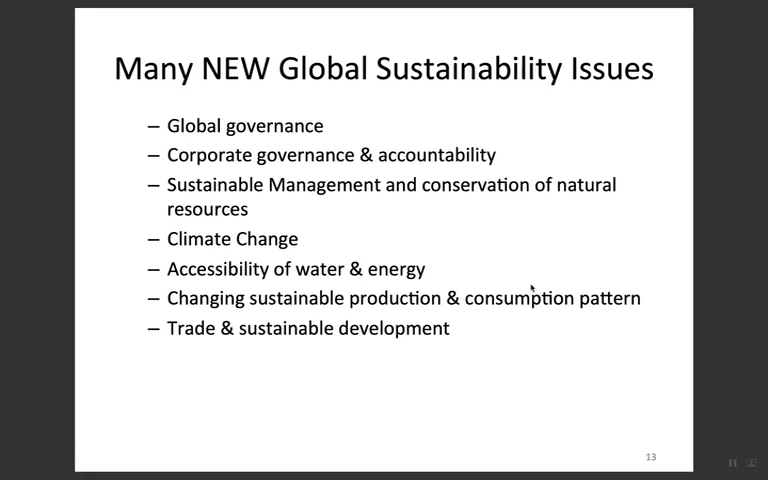 Many NEW Global Sustainability Issues
– Global governance
– Corporate governance & accountability
– Sustainable Management and conservation of natural
resources
– Climate Change
– Accessibility of water & energy
– Changing sustainable production & consumption pattern
– Trade & sustainable development
13